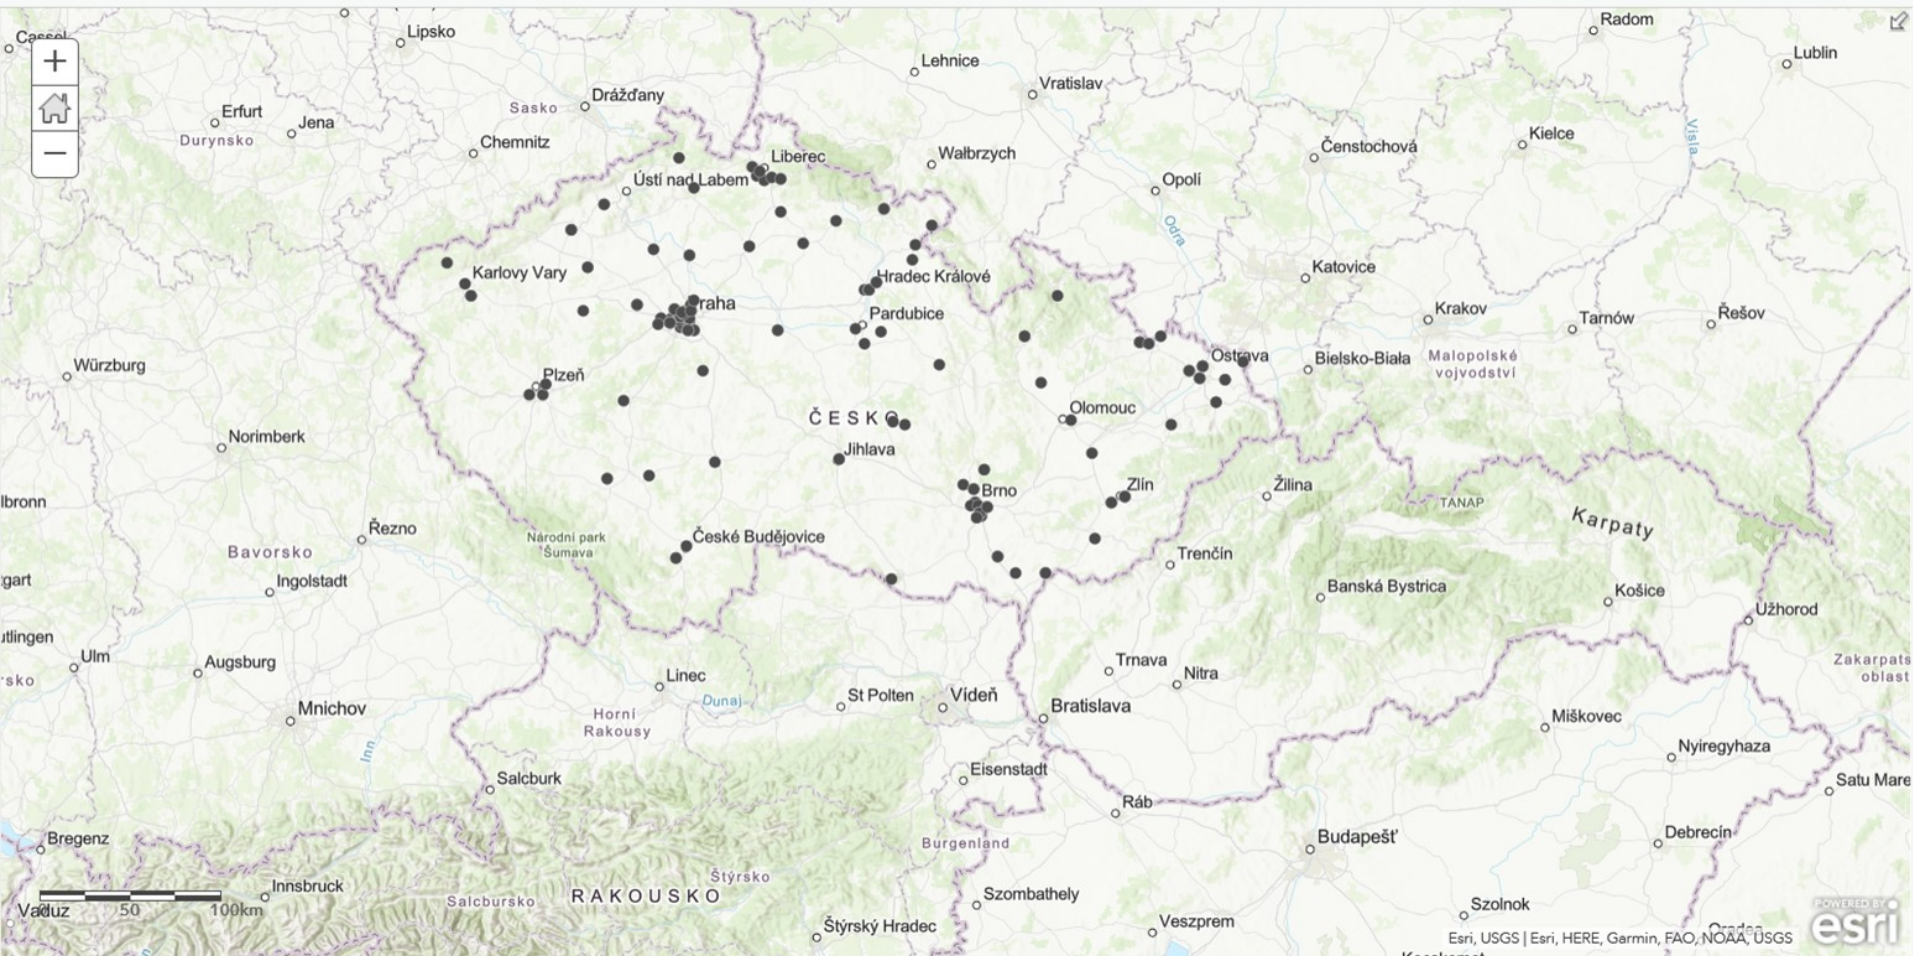 Cassel
Lipsko
Radom
Lublin
Lehnice
Vratislav
Drážďany
Sasko
Erfurt
Jena
Durynsko
Chemnitz
Visla
Kielce
Čenstochová
Wałbrzych
Liberec
Ústí nad Labem
Opolí
Odra
Karlovy Vary
Hradec Králové
Katovice
Praha
Pardubice
Krakov
Tarnów
Řešov
Würzburg
Plzeň
Ostrava
Bielsko-Biała
Malopolské
vojvodství
ČESKO
Olomouc
Norimberk
Jihlava
Brno
Zlín
Žilina
TANAP
Karpaty
lbronn
Řezno
Národní park
Šumava
České Budějovice
Bavorsko
Trenčín
gart
Ingolstadt
Banská Bystrica
Košice
Užhorod
utlingen
Ulm
Augsburg
rsko
Trnava
Nitra
Zakarpats
oblast
Linec
Dunaj
St Polten
Vídeň
Bratislava
Mnichov
Horní
Rakousy
Inn
Miškovec
Nyiregyhaza
Eisenstadt
Salcburk
Satu Mare
Ráb
Bregenz
Burgenland
Budapešť
Debrecín
Innsbruck
Štýrsko
Salcbursko
RAKOUSKO
Szombathely
Vaduz
50
100km
Štýrský Hradec
Veszprem
Szolnok
Oradea
POWERED BY
esri
Esri, USGS | Esri, HERE, Garmin, FAO, NOAA, USGS